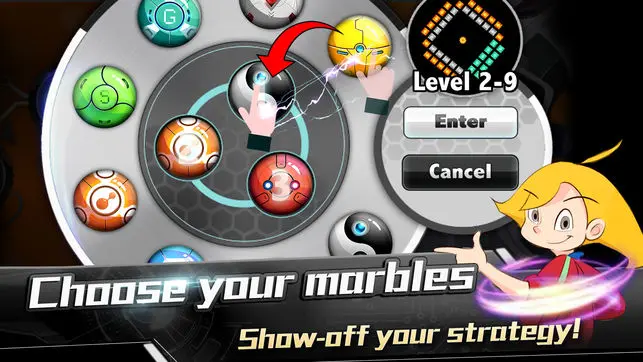 G
S
Level 2-9
Enter
Cancel
Choose your marbles
Show-off your strategy!